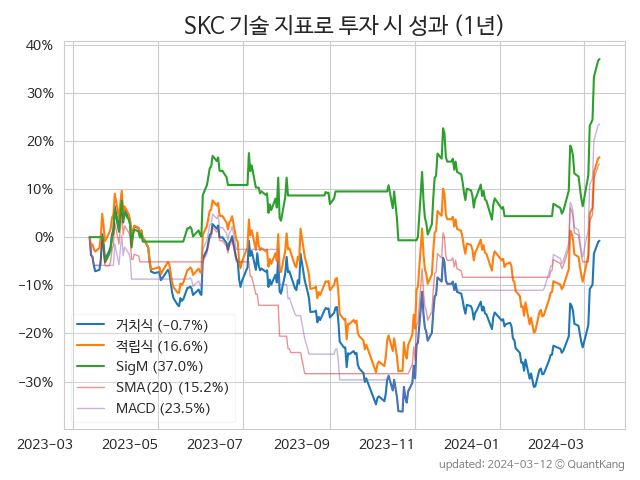 SKC 기술 지표로 투자 시 성과 (1년)
40%
30%
20%
10%
0%
−10%
−20%
−30%
거치식 (−0.7%)
적립식 (16.6%)
SigM (37.0%)
SMA(20) (15.2%)
MACD (23.5%)
2023-03 2023-05 2023-07 2023-09 2023-11 2024-01 2024-03
updated: 2024-03-12 © QuantKang